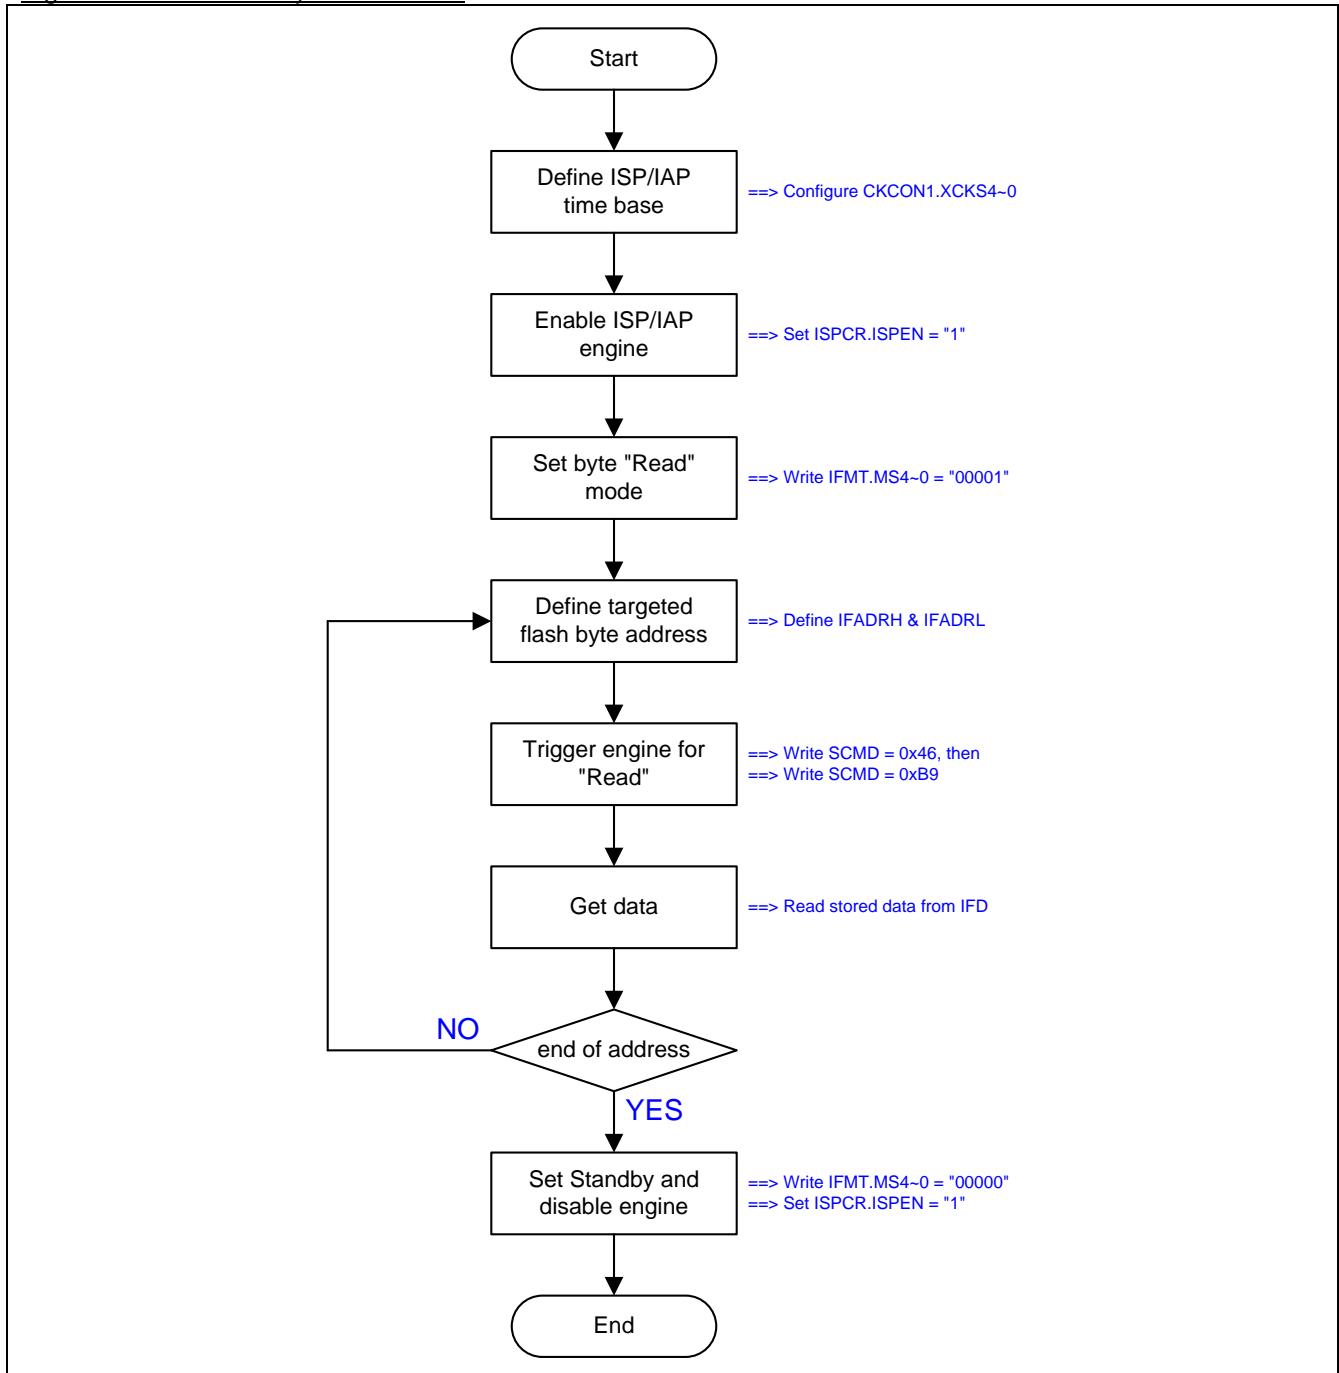 Start
Define ISP/IAP
time base
==> Configure CKCON1.XCKS4~0
Enable ISP/IAP
engine
==> Set ISPCR.ISPEN = "1"
Set byte "Read"
mode
==> Write IFMT.MS4~0 = "00001"
Define targeted
flash byte address
==> Define IFADRH & IFADRL
Trigger engine for
"Read"
==> Write SCMD = 0x46, then
==> Write SCMD = 0xB9
Get data
==> Read stored data from IFD
NO
end of address
YES
Set Standby and
disable engine
==> Write IFMT.MS4~0 = "00000"
==> Set ISPCR.ISPEN = "1"
End